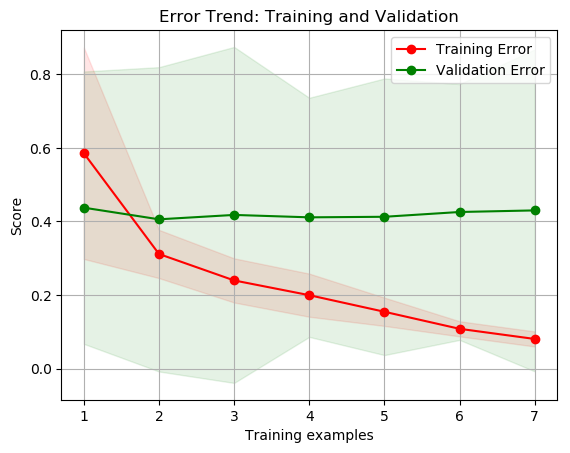 Error Trend: Training and Validation
Training Error
Validation Error
0.8
0.6
0.4
0.2
0.0
Score
1 2 3 4 5 6 7
Training examples